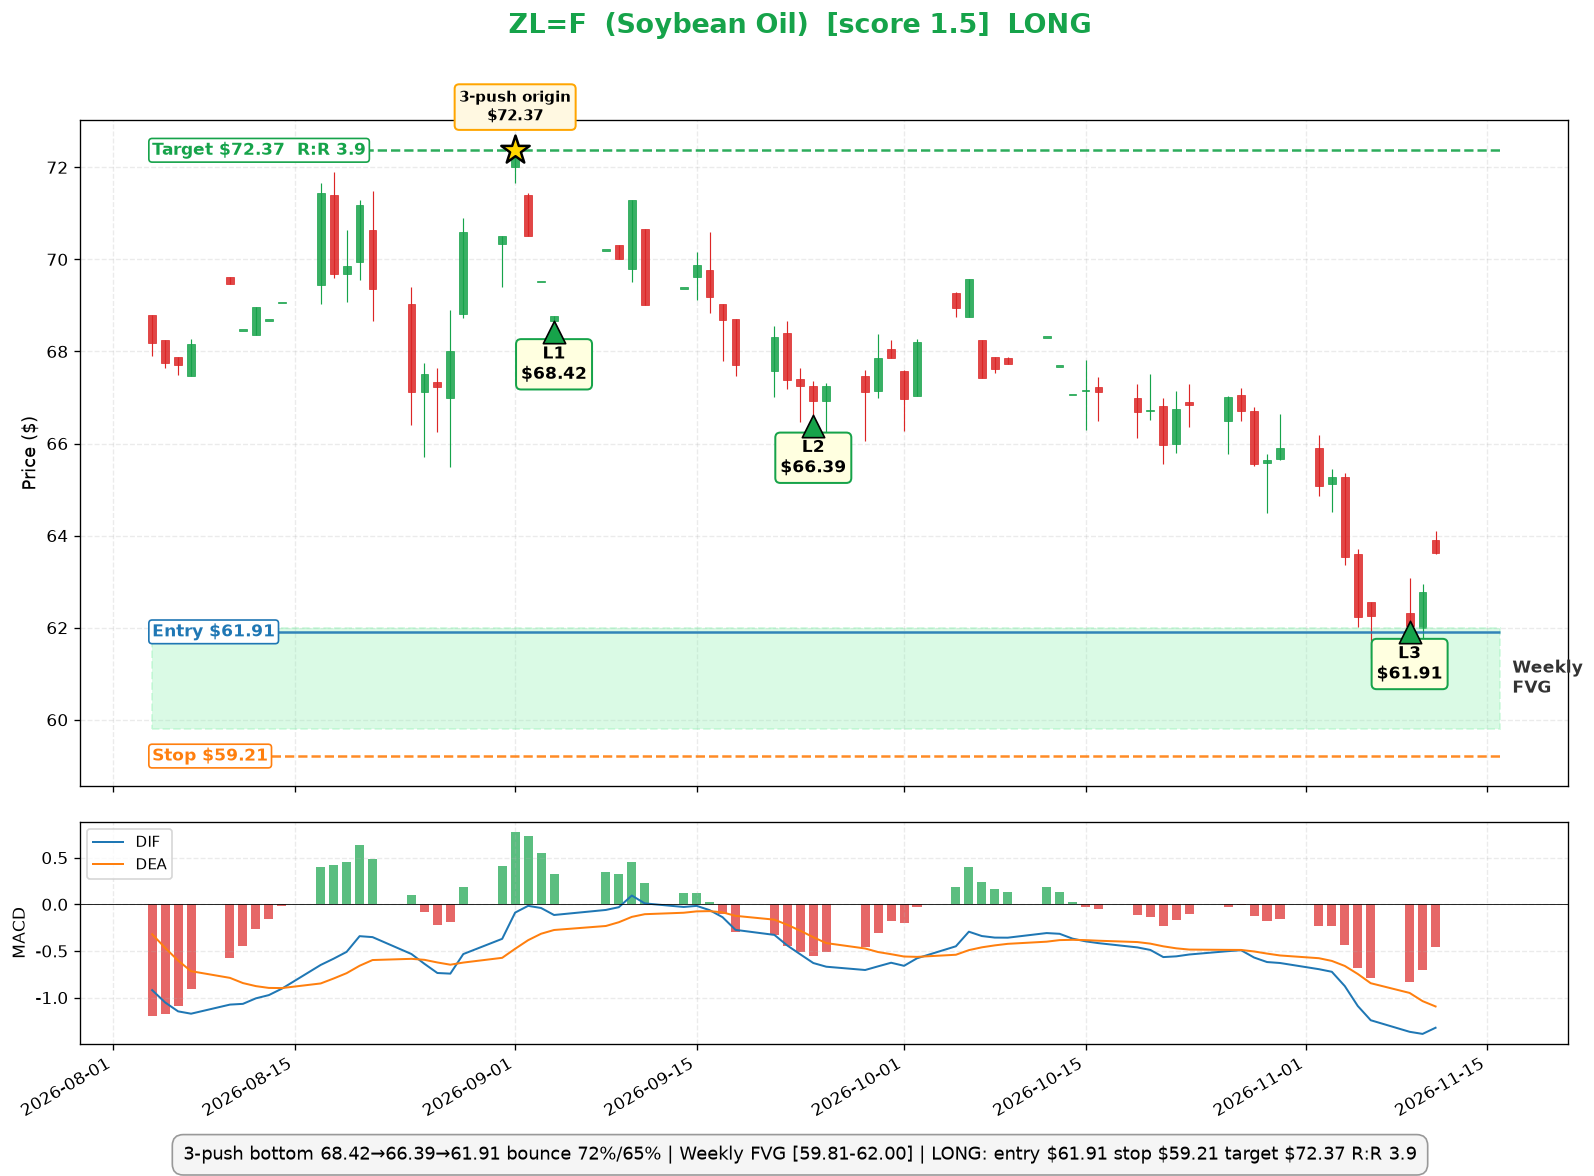 ZL=F  (Soybean Oil)  [score 1.5]  LONG
3-push origin
$72.37
Target $72.37  R:R 3.9
72
70
68
66
64
62
60
Price ($)
L1
$68.42
L2
$66.39
Entry $61.91
L3
$61.91
Weekly
FVG
Stop $59.21
DIF
DEA
0.5
0.0
-0.5
-1.0
MACD
2026-08-01
2026-08-15
2026-09-01
2026-09-15
2026-10-01
2026-10-15
2026-11-01
2026-11-15
3-push bottom 68.42→66.39→61.91 bounce 72%/65% | Weekly FVG [59.81-62.00] | LONG: entry $61.91 stop $59.21 target $72.37 R:R 3.9